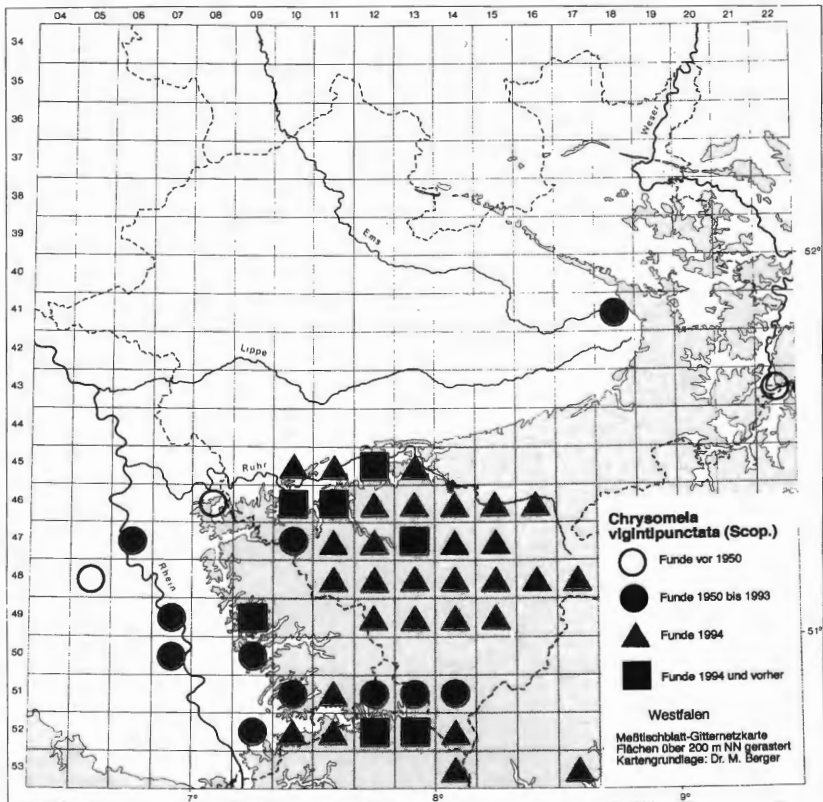 04 05 06 07 08 09 10 11 12 13 14 15 16 17 18 19 20 21 22
34
35
36
37
38
39
40
41
42
43
44
45
46
47
48
49
50
51
52
53
Weser
Ems
52°
Lippe
Ruhr
Rhein
51°
Chrysomela
vigintipunctata (Scop.)
Funde vor 1950
Funde 1950 bis 1993
Funde 1994
Funde 1994 und vorher
Westfalen
Meßtischblatt-Gitternetzkarte
Flächen über 200 m NN gerastert
Kartengrundlage: Dr. M. Berger
7° 8° 9°